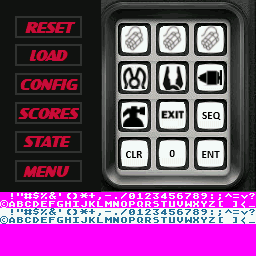 RESET
LOAD
CONFIG
SCORES
STATE
MENU
EXIT SEQ
CLR 0 ENT
!"#$%&'()*+,-./0123456789:;^=v?
©ABCDEFGHIJKLMNOPQRSTUVWXYZ[ ]
!"#$%&'()*+,-./0123456789:;^=v?
©ABCDEFGHIJKLMNOPQRSTUVWXYZ[ ]